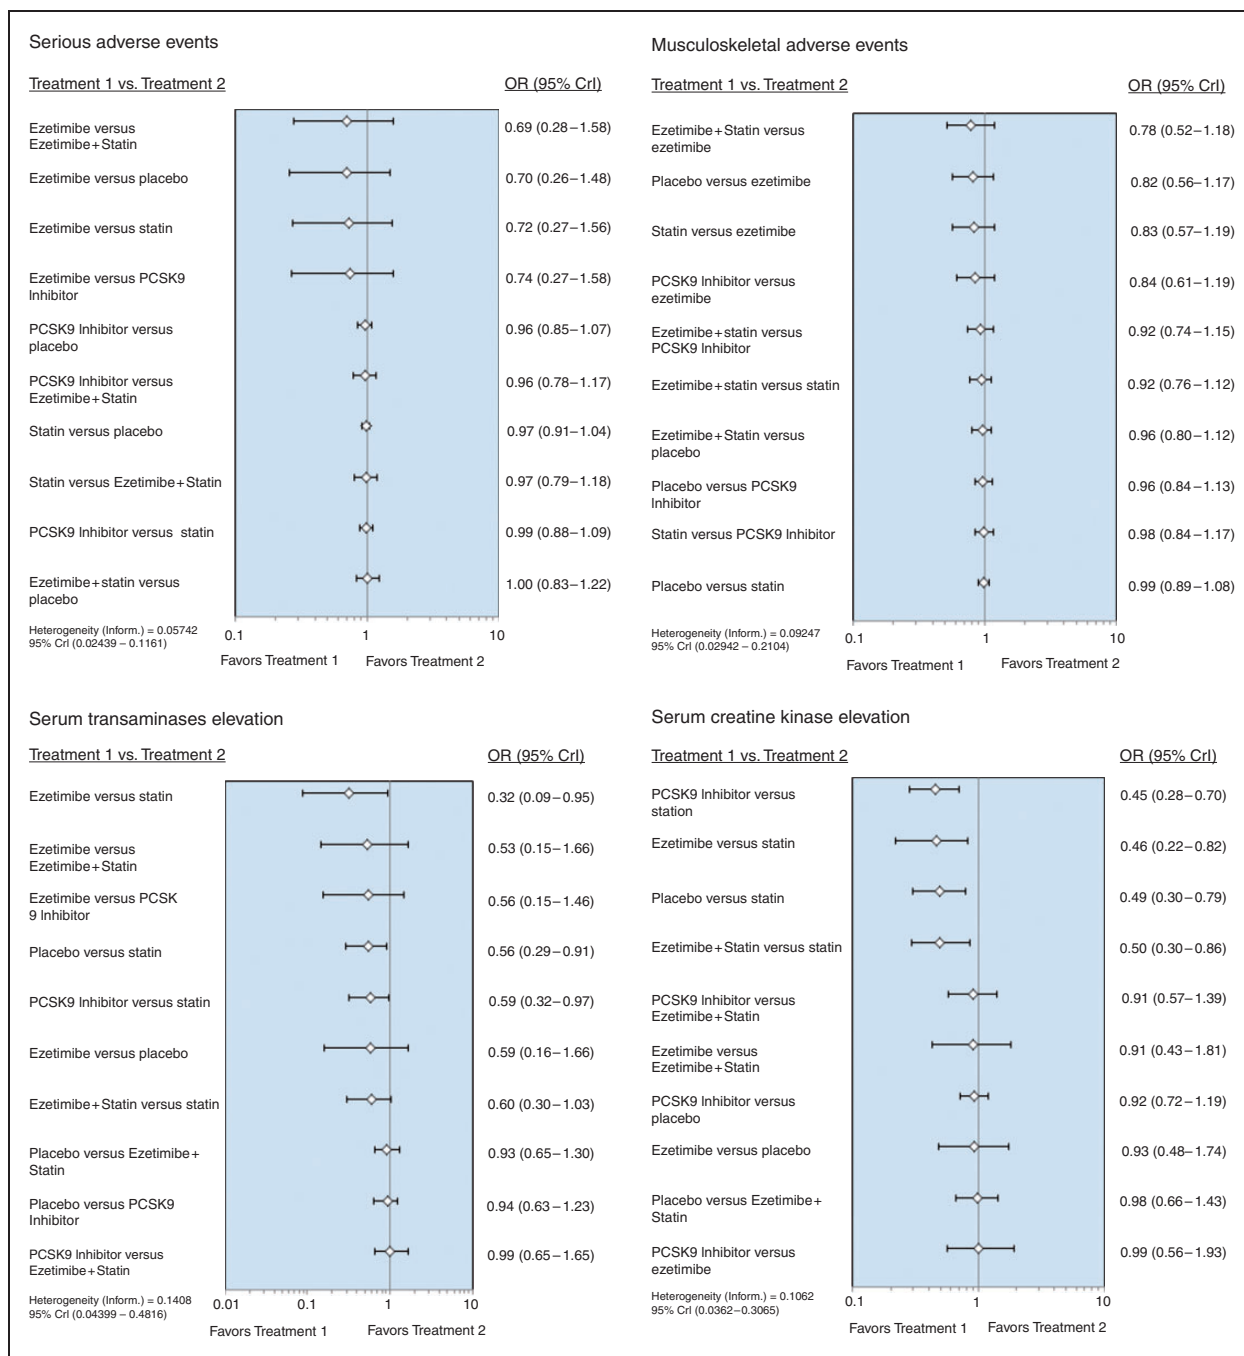 Serious adverse events
Treatment 1 vs. Treatment 2
OR (95% CrI)
Ezetimibe versus
Ezetimibe+Statin
0.69 (0.28–1.58)
Ezetimibe versus placebo
0.70 (0.26–1.48)
Ezetimibe versus statin
0.72 (0.27–1.56)
Ezetimibe versus PCSK9
Inhibitor
0.74 (0.27–1.58)
PCSK9 Inhibitor versus
placebo
0.96 (0.85–1.07)
PCSK9 Inhibitor versus
Ezetimibe+Statin
0.96 (0.78–1.17)
Statin versus placebo
0.97 (0.91–1.04)
Statin versus Ezetimibe+Statin
0.97 (0.79–1.18)
PCSK9 Inhibitor versus statin
0.99 (0.88–1.09)
Ezetimibe+statin versus
placebo
1.00 (0.83–1.22)
Heterogeneity (Inform.) = 0.05742
95% CrI (0.02439 – 0.1161)
0.1 1 10
Favors Treatment 1 Favors Treatment 2
Musculoskeletal adverse events
Treatment 1 vs. Treatment 2
OR (95% CrI)
Ezetimibe+Statin versus
ezetimibe
0.78 (0.52–1.18)
Placebo versus ezetimibe
0.82 (0.56–1.17)
Statin versus ezetimibe
0.83 (0.57–1.19)
PCSK9 Inhibitor versus
ezetimibe
0.84 (0.61–1.19)
Ezetimibe+statin versus
PCSK9 Inhibitor
0.92 (0.74–1.15)
Ezetimibe+statin versus statin
0.92 (0.76–1.12)
Ezetimibe+Statin versus
placebo
0.96 (0.80–1.12)
Placebo versus PCSK9
Inhibitor
0.96 (0.84–1.13)
Statin versus PCSK9 Inhibitor
0.98 (0.84–1.17)
Placebo versus statin
0.99 (0.89–1.08)
Heterogeneity (Inform.) = 0.09247
95% CrI (0.02942 – 0.2104)
0.1 1 10
Favors Treatment 1 Favors Treatment 2
Serum transaminases elevation
Treatment 1 vs. Treatment 2
OR (95% CrI)
Ezetimibe versus statin
0.32 (0.09–0.95)
Ezetimibe versus
Ezetimibe+Statin
0.53 (0.15–1.66)
Ezetimibe versus PCSK
9 Inhibitor
0.56 (0.15–1.46)
Placebo versus statin
0.56 (0.29–0.91)
PCSK9 Inhibitor versus statin
0.59 (0.32–0.97)
Ezetimibe versus placebo
0.59 (0.16–1.66)
Ezetimibe+Statin versus statin
0.60 (0.30–1.03)
Placebo versus Ezetimibe+
Statin
0.93 (0.65–1.30)
Placebo versus PCSK9
Inhibitor
0.94 (0.63–1.23)
PCSK9 Inhibitor versus
Ezetimibe+Statin
0.99 (0.65–1.65)
Heterogeneity (Inform.) = 0.1408
95% CrI (0.04399 – 0.4816)
0.01 0.1 1 10
Favors Treatment 1 Favors Treatment 2
Serum creatine kinase elevation
Treatment 1 vs. Treatment 2
OR (95% CrI)
PCSK9 Inhibitor versus
station
0.45 (0.28–0.70)
Ezetimibe versus statin
0.46 (0.22–0.82)
Placebo versus statin
0.49 (0.30–0.79)
Ezetimibe+Statin versus statin
0.50 (0.30–0.86)
PCSK9 Inhibitor versus
Ezetimibe+Statin
0.91 (0.57–1.39)
Ezetimibe versus
Ezetimibe+Statin
0.91 (0.43–1.81)
PCSK9 Inhibitor versus
placebo
0.92 (0.72–1.19)
Ezetimibe versus placebo
0.93 (0.48–1.74)
Placebo versus Ezetimibe+
Statin
0.98 (0.66–1.43)
PCSK9 Inhibitor versus
ezetimibe
0.99 (0.56–1.93)
Heterogeneity (Inform.) = 0.1062
95% CrI (0.0362–0.3065)
0.1 1 10
Favors Treatment 1 Favors Treatment 2